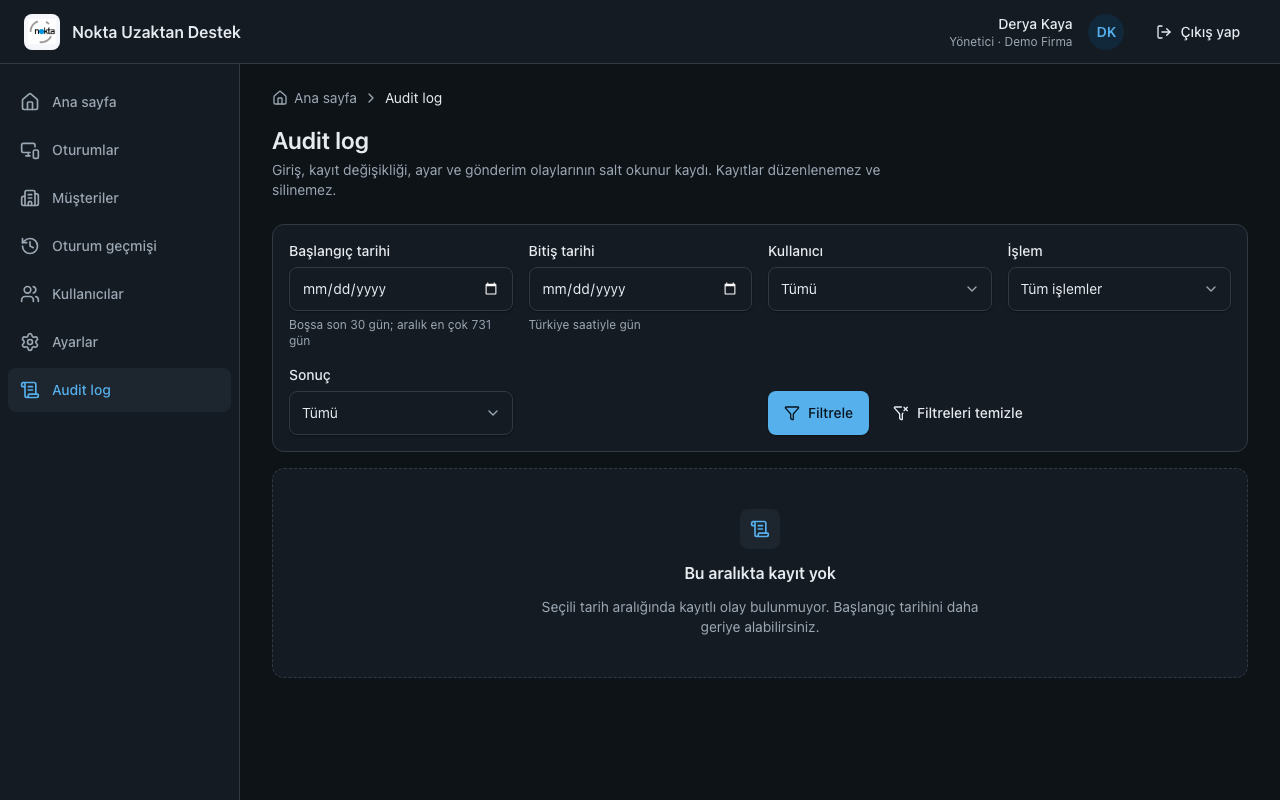 nokta
Nokta Uzaktan Destek
Derya Kaya
Yönetici · Demo Firma
DK
Çıkış yap
Ana sayfa
Oturumlar
Müşteriler
Oturum geçmişi
Kullanıcılar
Ayarlar
Audit log
Ana sayfa
Audit log
Audit log
Giriş, kayıt değişikliği, ayar ve gönderim olaylarının salt okunur kaydı. Kayıtlar düzenlenemez ve
silinemez.
Başlangıç tarihi
mm/dd/yyyy
Boşsa son 30 gün; aralık en çok 731
gün
Bitiş tarihi
mm/dd/yyyy
Türkiye saatiyle gün
Kullanıcı
Tümü
İşlem
Tüm işlemler
Sonuç
Tümü
Filtrele
Filtreleri temizle
Bu aralıkta kayıt yok
Seçili tarih aralığında kayıtlı olay bulunmuyor. Başlangıç tarihini daha
geriye alabilirsiniz.